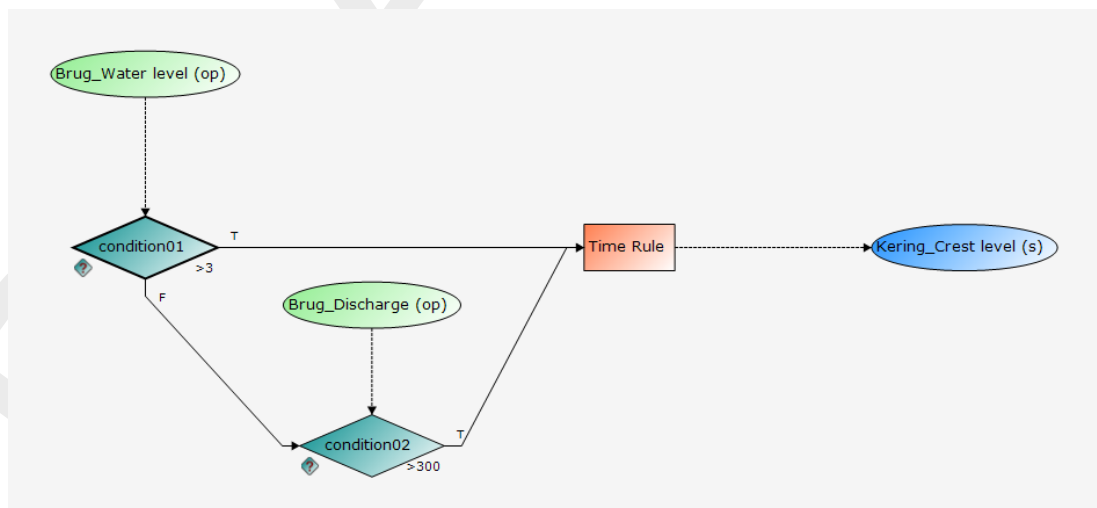 Brug_Water level (op)
condition01
T
>3
F
Time Rule
Kering_Crest level (s)
Brug_Discharge (op)
condition02
T
>300